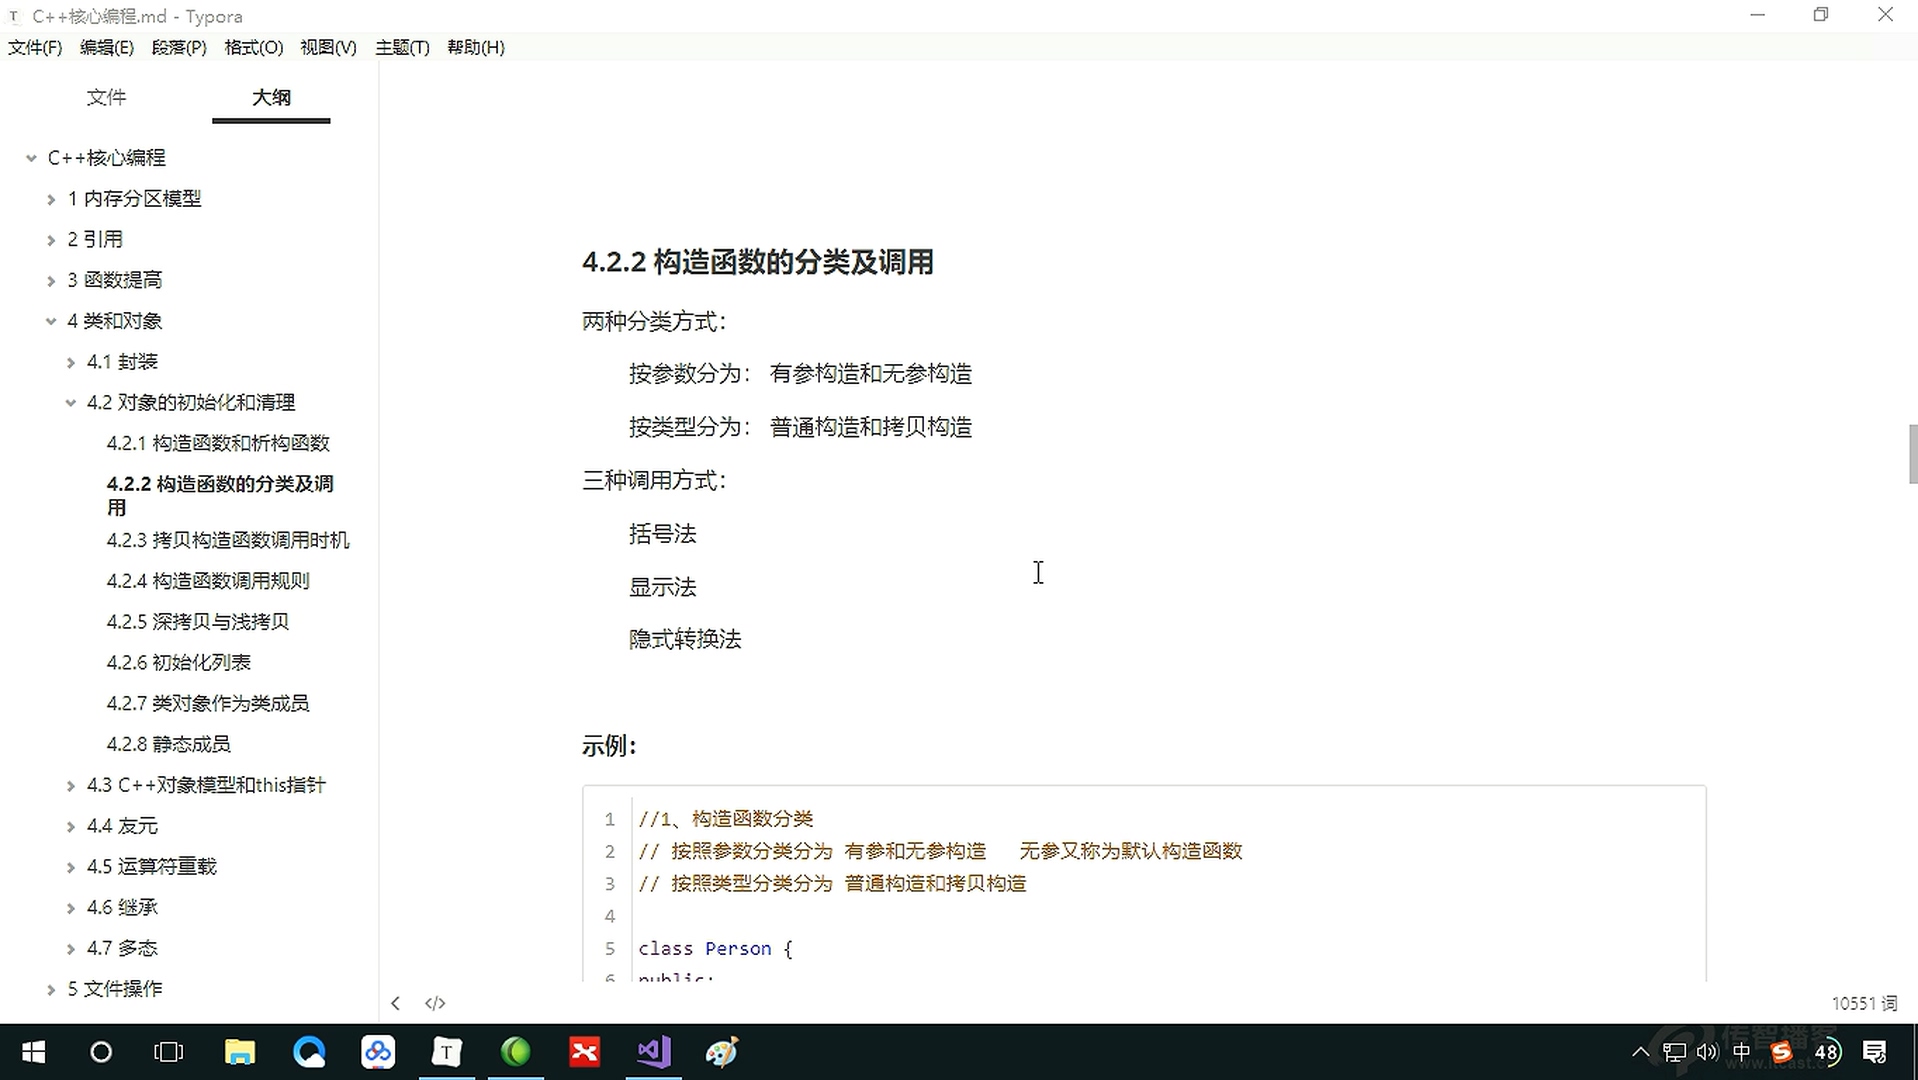 C++核心编程.md - Typora
文件(F) 编辑(E) 段落(P) 格式(O) 视图(V) 主题(T) 帮助(H)
文件 大纲
C++核心编程
1 内存分区模型
2 引用
3 函数提高
4 类和对象
4.1 封装
4.2 对象的初始化和清理
4.2.1 构造函数和析构函数
4.2.2 构造函数的分类及调
用
4.2.3 拷贝构造函数调用时机
4.2.4 构造函数调用规则
4.2.5 深拷贝与浅拷贝
4.2.6 初始化列表
4.2.7 类对象作为类成员
4.2.8 静态成员
4.3 C++对象模型和this指针
4.4 友元
4.5 运算符重载
4.6 继承
4.7 多态
5 文件操作
4.2.2 构造函数的分类及调用
两种分类方式：
按参数分为： 有参构造和无参构造
按类型分为： 普通构造和拷贝构造
三种调用方式：
括号法
显示法
隐式转换法
示例：
1 //1、构造函数分类
2 // 按照参数分类分为 有参和无参构造 无参又称为默认构造函数
3 // 按照类型分类分为 普通构造和拷贝构造
4
5 class Person {
6 public:
10551 词
中 48
传智播客